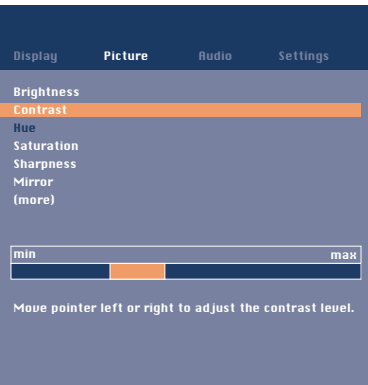 Display Picture Audio Settings
Brightness
Contrast
Hue
Saturation
Sharpness
Mirror
(more)
min max
Move pointer left or right to adjust the contrast level.